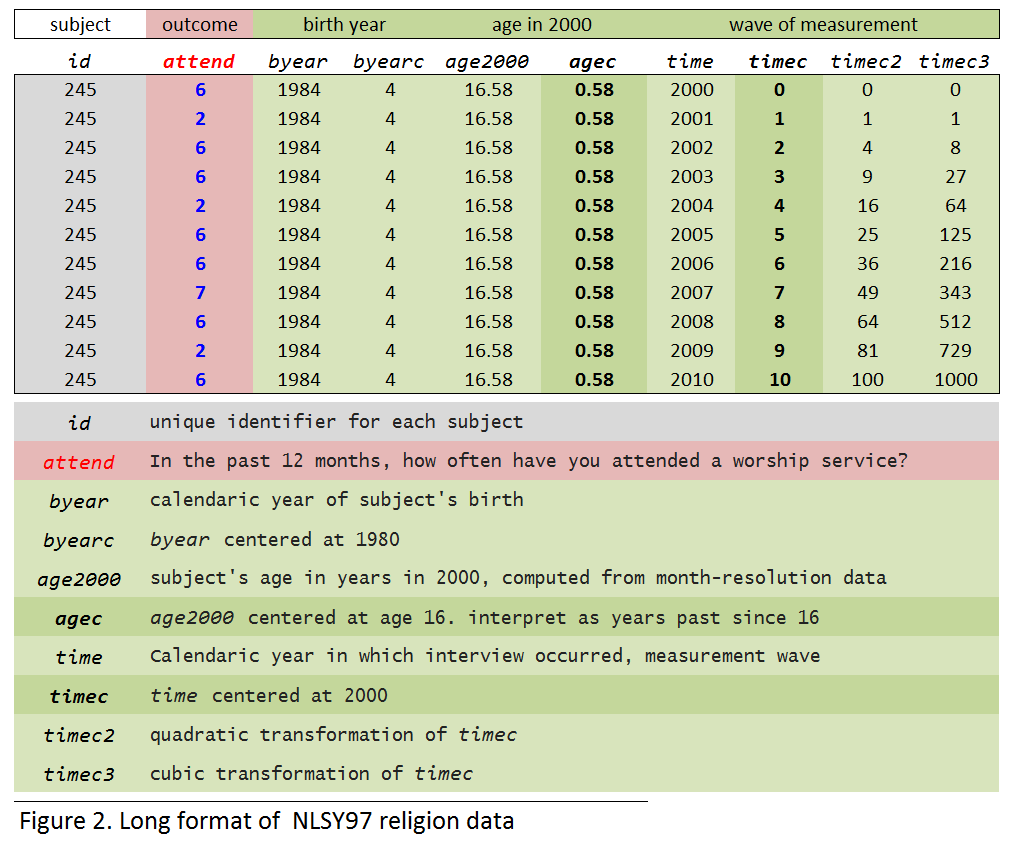 subject outcome birth year age in 2000 wave of measurement
id attend byear byearc age2000 agec time timec timec2 timec3
245 6 1984 4 16.58 0.58 2000 0 0 0
245 2 1984 4 16.58 0.58 2001 1 1 1
245 6 1984 4 16.58 0.58 2002 2 4 8
245 6 1984 4 16.58 0.58 2003 3 9 27
245 2 1984 4 16.58 0.58 2004 4 16 64
245 6 1984 4 16.58 0.58 2005 5 25 125
245 6 1984 4 16.58 0.58 2006 6 36 216
245 7 1984 4 16.58 0.58 2007 7 49 343
245 6 1984 4 16.58 0.58 2008 8 64 512
245 2 1984 4 16.58 0.58 2009 9 81 729
245 6 1984 4 16.58 0.58 2010 10 100 1000
id unique identifier for each subject
attend In the past 12 months, how often have you attended a worship service?
byear calendaric year of subject's birth
byearc byear centered at 1980
age2000 subject's age in years in 2000, computed from month-resolution data
agec age2000 centered at age 16. interpret as years past since 16
time Calendaric year in which interview occurred, measurement wave
timec time centered at 2000
timec2 quadratic transformation of timec
timec3 cubic transformation of timec
Figure 2. Long format of NLSY97 religion data